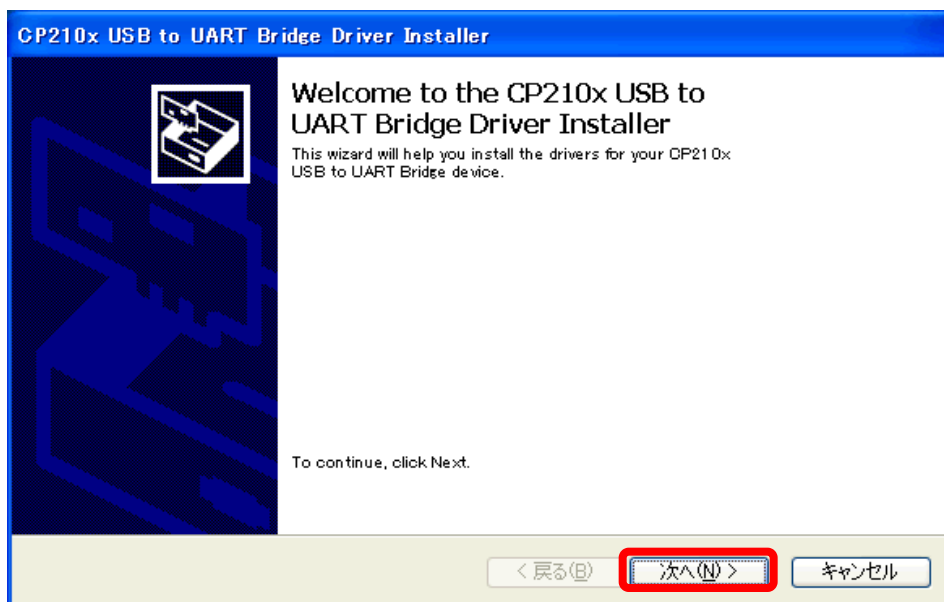 CP210x USB to UART Bridge Driver Installer
Welcome to the CP210x USB to
UART Bridge Driver Installer
This wizard will help you install the drivers for your CP210x
USB to UART Bridge device.
To continue, click Next.
< 戻る(B) 次へ(N) > キャンセル